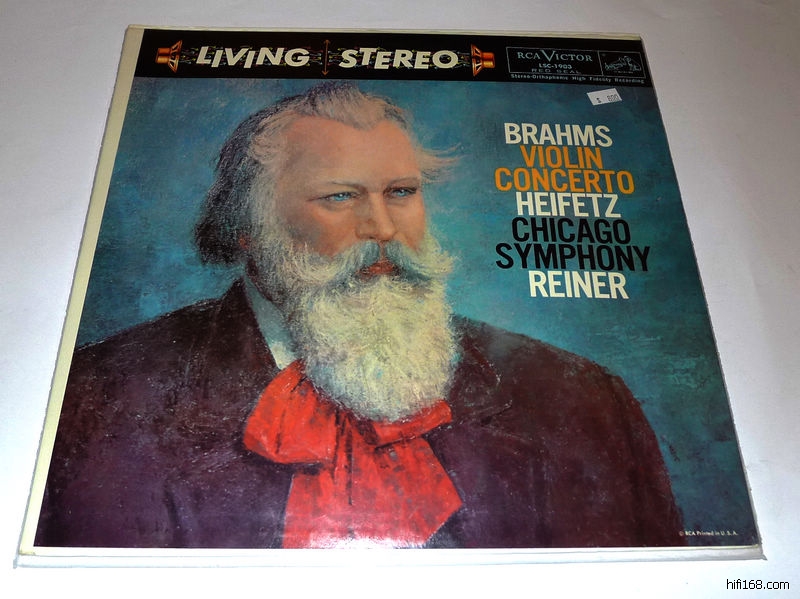 LIVING STEREO
RCA VICTOR
LSC-1903
RED SEAL
Stereo-Orthophonic High Fidelity Recording
$ 800
BRAHMS
VIOLIN
CONCERTO
HEIFETZ
CHICAGO
SYMPHONY
REINER
© RCA Printed in U. S. A.
hifi168.com